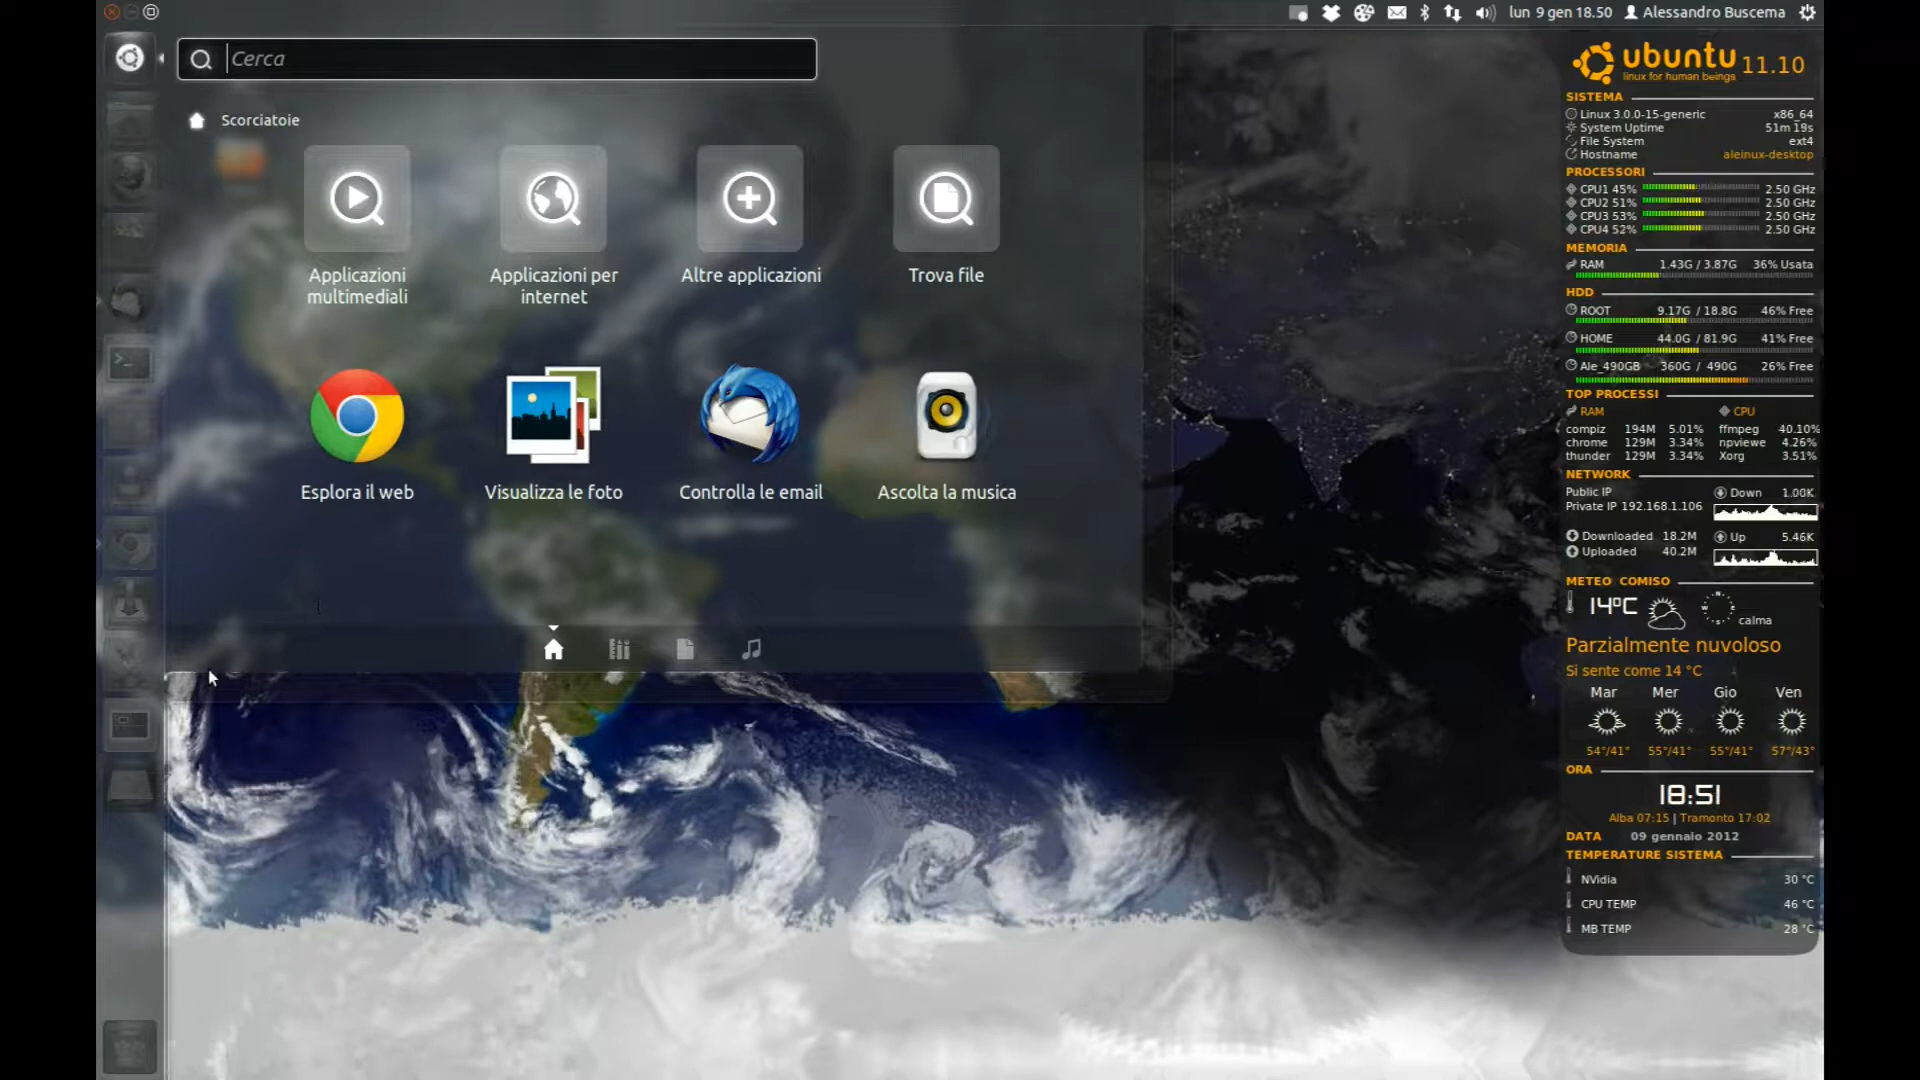 lun 9 gen 18.50 Alessandro Buscema
Cerca
Scorciatoie
Applicazioni
multimediali
Applicazioni per
internet
Altre applicazioni
Trova file
Esplora il web
Visualizza le foto
Controlla le email
Ascolta la musica
ubuntu 11.10
linux for human beings
SISTEMA
Linux 3.0.0-15-generic x86_64
System Uptime 51m 19s
File System ext4
Hostname aleinux-desktop
PROCESSORI
CPU1 45% 2.50 GHz
CPU2 51% 2.50 GHz
CPU3 53% 2.50 GHz
CPU4 52% 2.50 GHz
MEMORIA
RAM 1.43G / 3.87G 36% Usata
HDD
ROOT 9.17G / 18.8G 46% Free
HOME 44.0G / 81.9G 41% Free
Ale_490GB 360G / 490G 26% Free
TOP PROCESSI
RAM CPU
compiz 194M 5.01% ffmpeg 40.10%
chrome 129M 3.34% npviewe 4.26%
thunder 129M 3.34% Xorg 3.51%
NETWORK
Public IP Down 1.00K
Private IP 192.168.1.106
Downloaded 18.2M Up 5.46K
Uploaded 40.2M
METEO COMISO
14°C N W E S calma
Parzialmente nuvoloso
Si sente come 14 °C
Mar Mer Gio Ven
54°/41° 55°/41° 55°/41° 57°/43°
ORA
18:51
Alba 07:15 | Tramonto 17:02
DATA 09 gennaio 2012
TEMPERATURE SISTEMA
NVidia 30 °C
CPU TEMP 46 °C
MB TEMP 28 °C